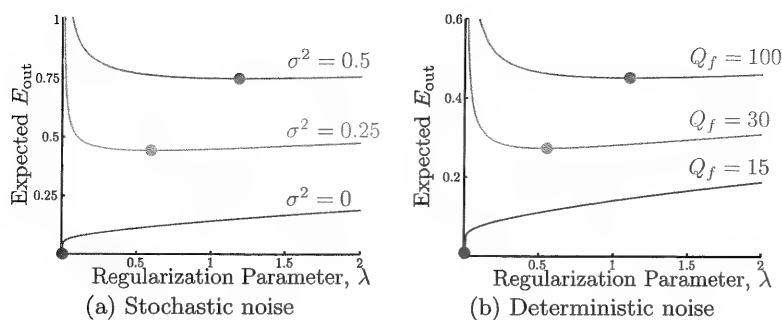 Expected E_out
1
0.75
0.5
0.25
σ² = 0.5
σ² = 0.25
σ² = 0
0.5
1
1.5
2
Regularization Parameter, λ
(a) Stochastic noise
Expected E_out
0.6
0.4
0.2
Q_f = 100
Q_f = 30
Q_f = 15
0.5
1
1.5
2
Regularization Parameter, λ
(b) Deterministic noise